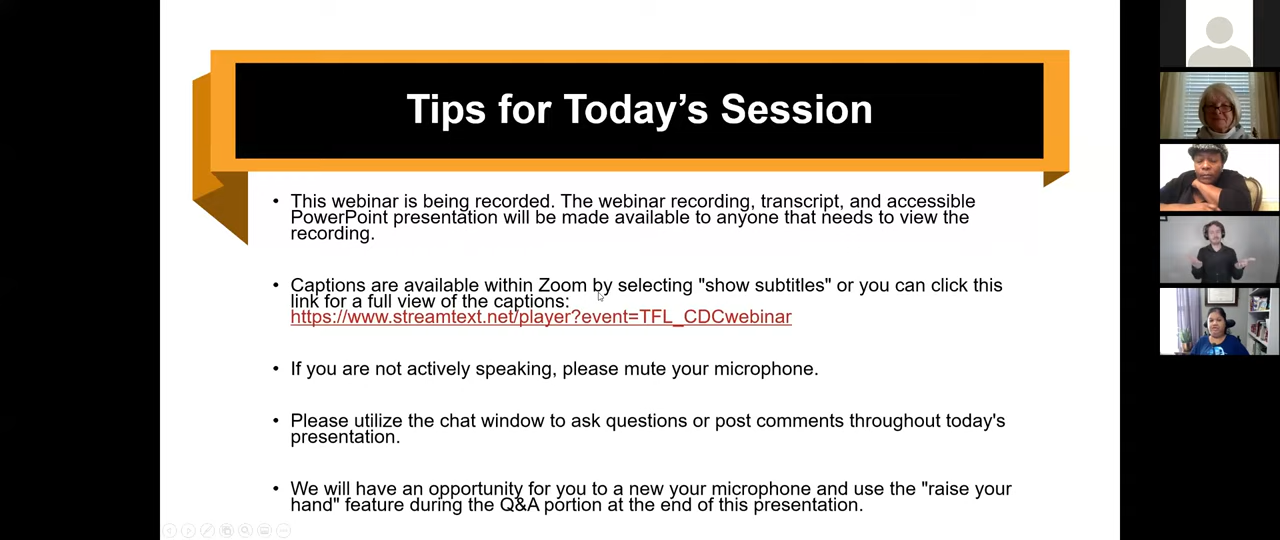 Tips for Today's Session
• This webinar is being recorded. The webinar recording, transcript, and accessible
PowerPoint presentation will be made available to anyone that needs to view the
recording.
• Captions are available within Zoom by selecting "show subtitles" or you can click this
link for a full view of the captions:
https://www.streamtext.net/player?event=TFL_CDCwebinar
• If you are not actively speaking, please mute your microphone.
• Please utilize the chat window to ask questions or post comments throughout today's
presentation.
• We will have an opportunity for you to a new your microphone and use the "raise your
hand" feature during the Q&A portion at the end of this presentation.